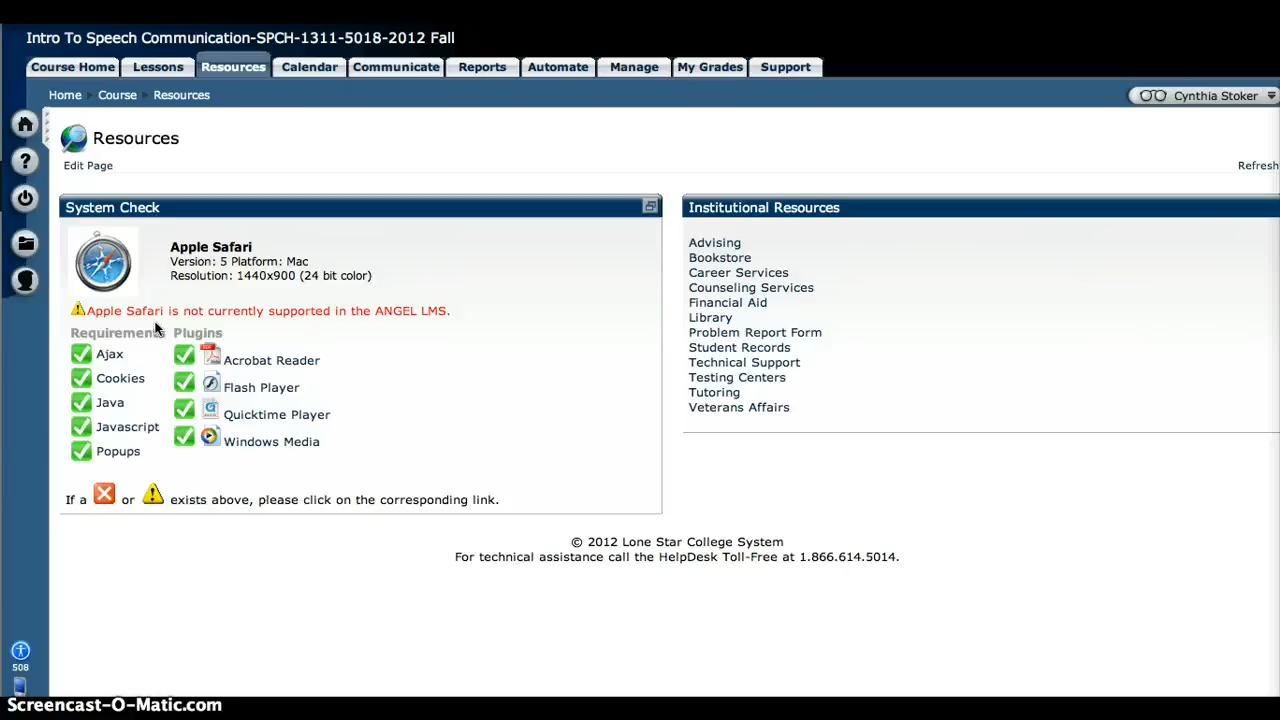 Intro To Speech Communication-SPCH-1311-5018-2012 Fall
Course Home Lessons Resources Calendar Communicate Reports Automate Manage My Grades Support
Home Course Resources
Cynthia Stoker
Resources
Edit Page
Refresh
System Check
Apple Safari
Version: 5 Platform: Mac
Resolution: 1440x900 (24 bit color)
Apple Safari is not currently supported in the ANGEL LMS.
Requirements Plugins
Ajax
Cookies
Java
Javascript
Popups
Acrobat Reader
Flash Player
Quicktime Player
Windows Media
If a or exists above, please click on the corresponding link.
Institutional Resources
Advising
Bookstore
Career Services
Counseling Services
Financial Aid
Library
Problem Report Form
Student Records
Technical Support
Testing Centers
Tutoring
Veterans Affairs
© 2012 Lone Star College System
For technical assistance call the HelpDesk Toll-Free at 1.866.614.5014.
508
Screencast-O-Matic.com